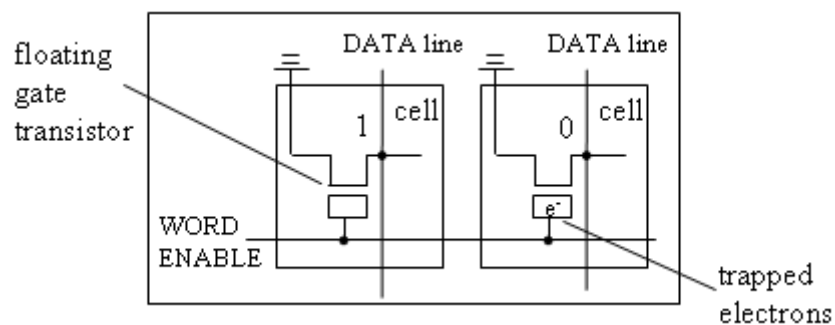 DATA line
DATA line
floating
gate
transistor
1
cell
0
cell
e-
WORD
ENABLE
trapped
electrons